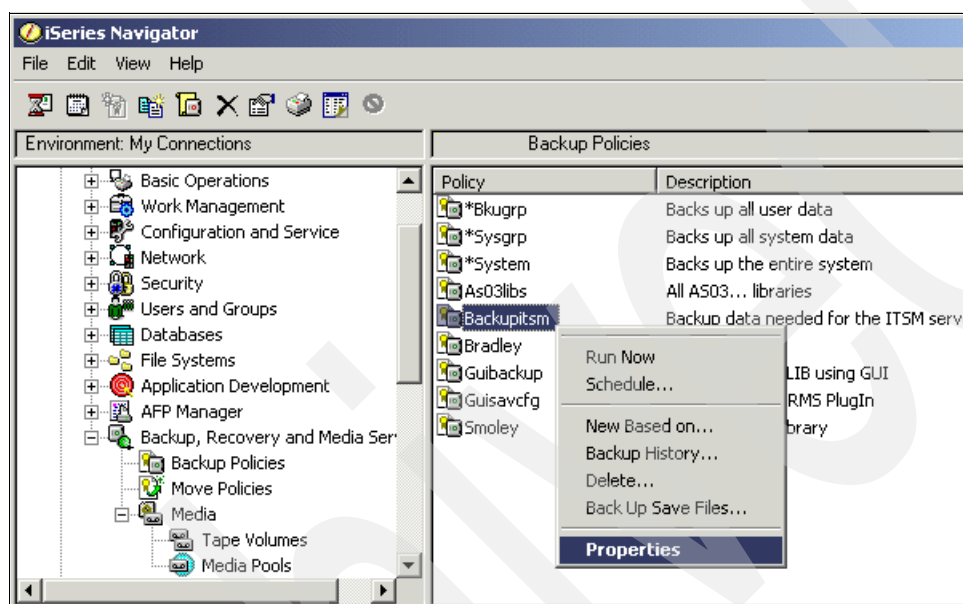 iSeries Navigator
File Edit View Help
Environment: My Connections
Backup Policies
Basic Operations
Work Management
Configuration and Service
Network
Security
Users and Groups
Databases
File Systems
Application Development
AFP Manager
Backup, Recovery and Media Ser
Backup Policies
Move Policies
Media
Tape Volumes
Media Pools
Policy Description
*Bkugrp Backs up all user data
*Sysgrp Backs up all system data
*System Backs up the entire system
As03libs All AS03... libraries
Backupitsm Backup data needed for the ITSM serv
Bradley
Guibackup LIB using GUI
Guisavcfg RMS PlugIn
Smoley brary
Run Now
Schedule...
New Based on...
Backup History...
Delete...
Back Up Save Files...
Properties